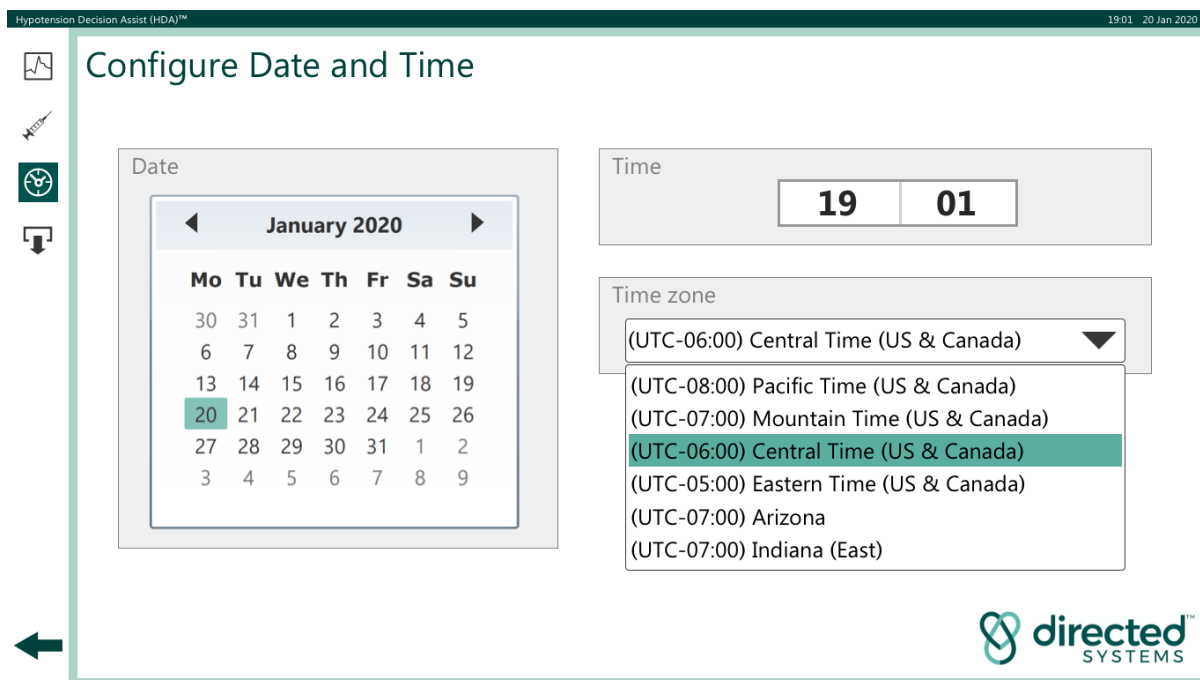 Hypotension Decision Assist (HDA)™ 19:01 20 Jan 2020
Configure Date and Time
Date
January 2020
Mo Tu We Th Fr Sa Su
30 31 1 2 3 4 5
6 7 8 9 10 11 12
13 14 15 16 17 18 19
20 21 22 23 24 25 26
27 28 29 30 31 1 2
3 4 5 6 7 8 9
Time
19 01
Time zone
(UTC-06:00) Central Time (US & Canada)
(UTC-08:00) Pacific Time (US & Canada)
(UTC-07:00) Mountain Time (US & Canada)
(UTC-06:00) Central Time (US & Canada)
(UTC-05:00) Eastern Time (US & Canada)
(UTC-07:00) Arizona
(UTC-07:00) Indiana (East)
directed™
SYSTEMS